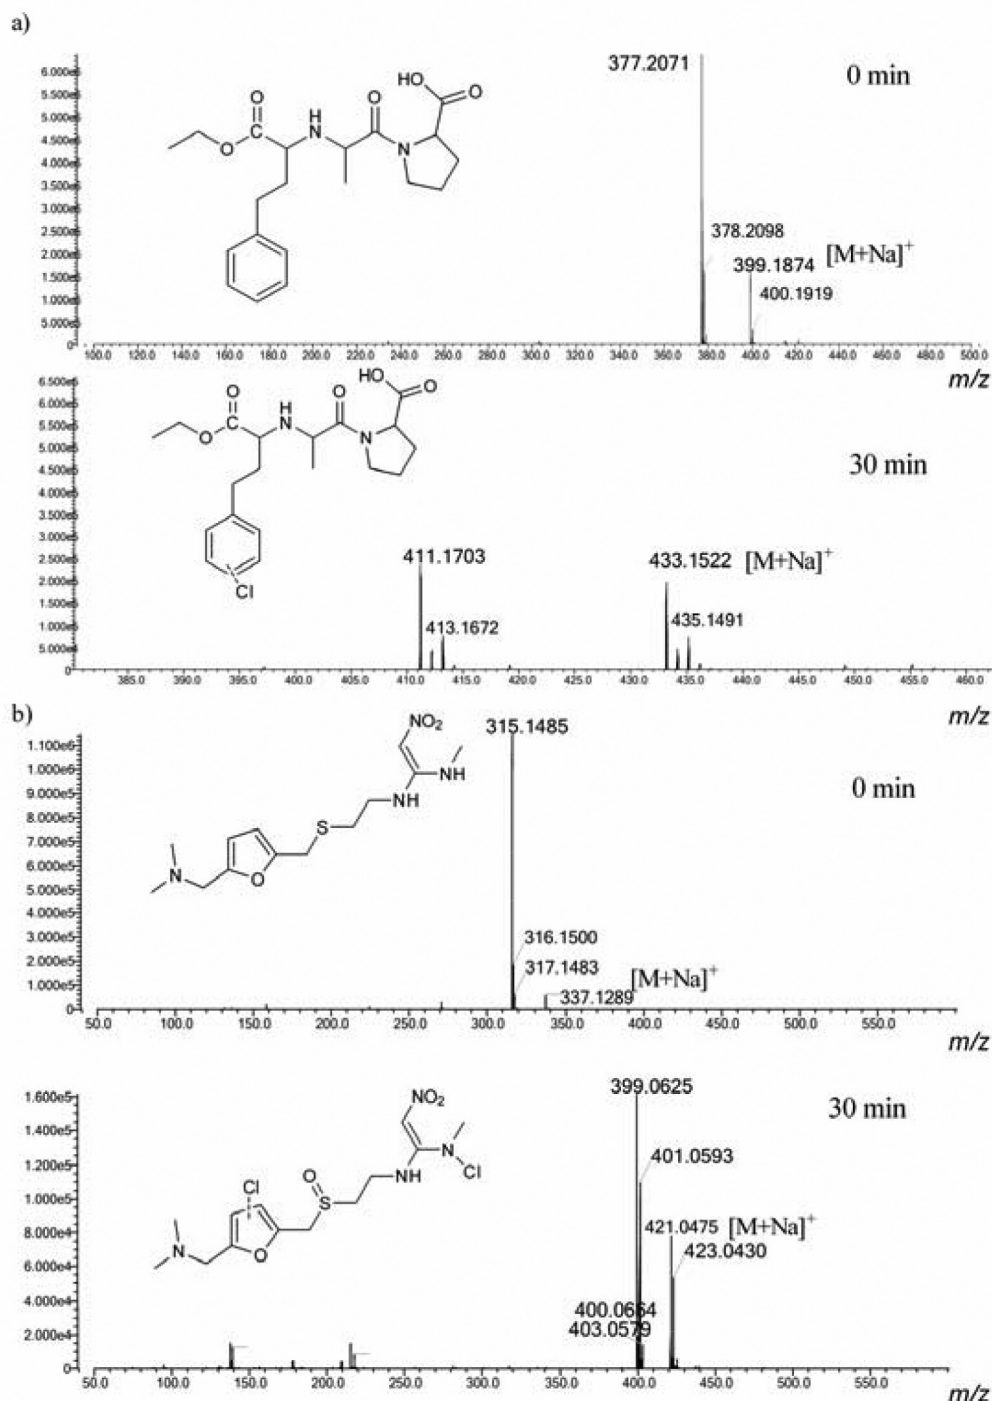 a)
0 min
377.2071
378.2098
399.1874 [M+Na]+
400.1919
HO
O
O
H
N
O
C
O
N
6.000e5
5.500e5
5.000e5
4.500e5
4.000e5
3.500e5
3.000e5
2.500e5
2.000e5
1.500e5
1.000e5
5.000e5
0
100.0 120.0 140.0 160.0 180.0 200.0 220.0 240.0 260.0 280.0 300.0 320.0 340.0 360.0 380.0 400.0 420.0 440.0 460.0 480.0 500.0
m/z
30 min
411.1703
413.1672
433.1522 [M+Na]+
435.1491
HO
O
O
H
N
O
C
O
N
Cl
6.500e5
6.000e5
5.500e5
5.000e5
4.500e5
4.000e5
3.500e5
3.000e5
2.500e5
2.000e5
1.500e5
1.000e5
5.000e4
0
385.0 390.0 395.0 400.0 405.0 410.0 415.0 420.0 425.0 430.0 435.0 440.0 445.0 450.0 455.0 460.0
m/z
b)
0 min
315.1485
316.1500
317.1483
337.1289 [M+Na]+
NO2
NH
NH
S
N
O
1.100e6
1.000e6
9.000e5
8.000e5
7.000e5
6.000e5
5.000e5
4.000e5
3.000e5
2.000e5
1.000e5
0
50.0 100.0 150.0 200.0 250.0 300.0 350.0 400.0 450.0 500.0 550.0
m/z
30 min
399.0625
401.0593
421.0475 [M+Na]+
423.0430
400.0664
403.0579
NO2
N
Cl
NH
O
S
Cl
N
O
1.600e5
1.400e5
1.200e5
1.000e5
8.000e4
6.000e4
4.000e4
2.000e4
0
50.0 100.0 150.0 200.0 250.0 300.0 350.0 400.0 450.0 500.0 550.0
m/z